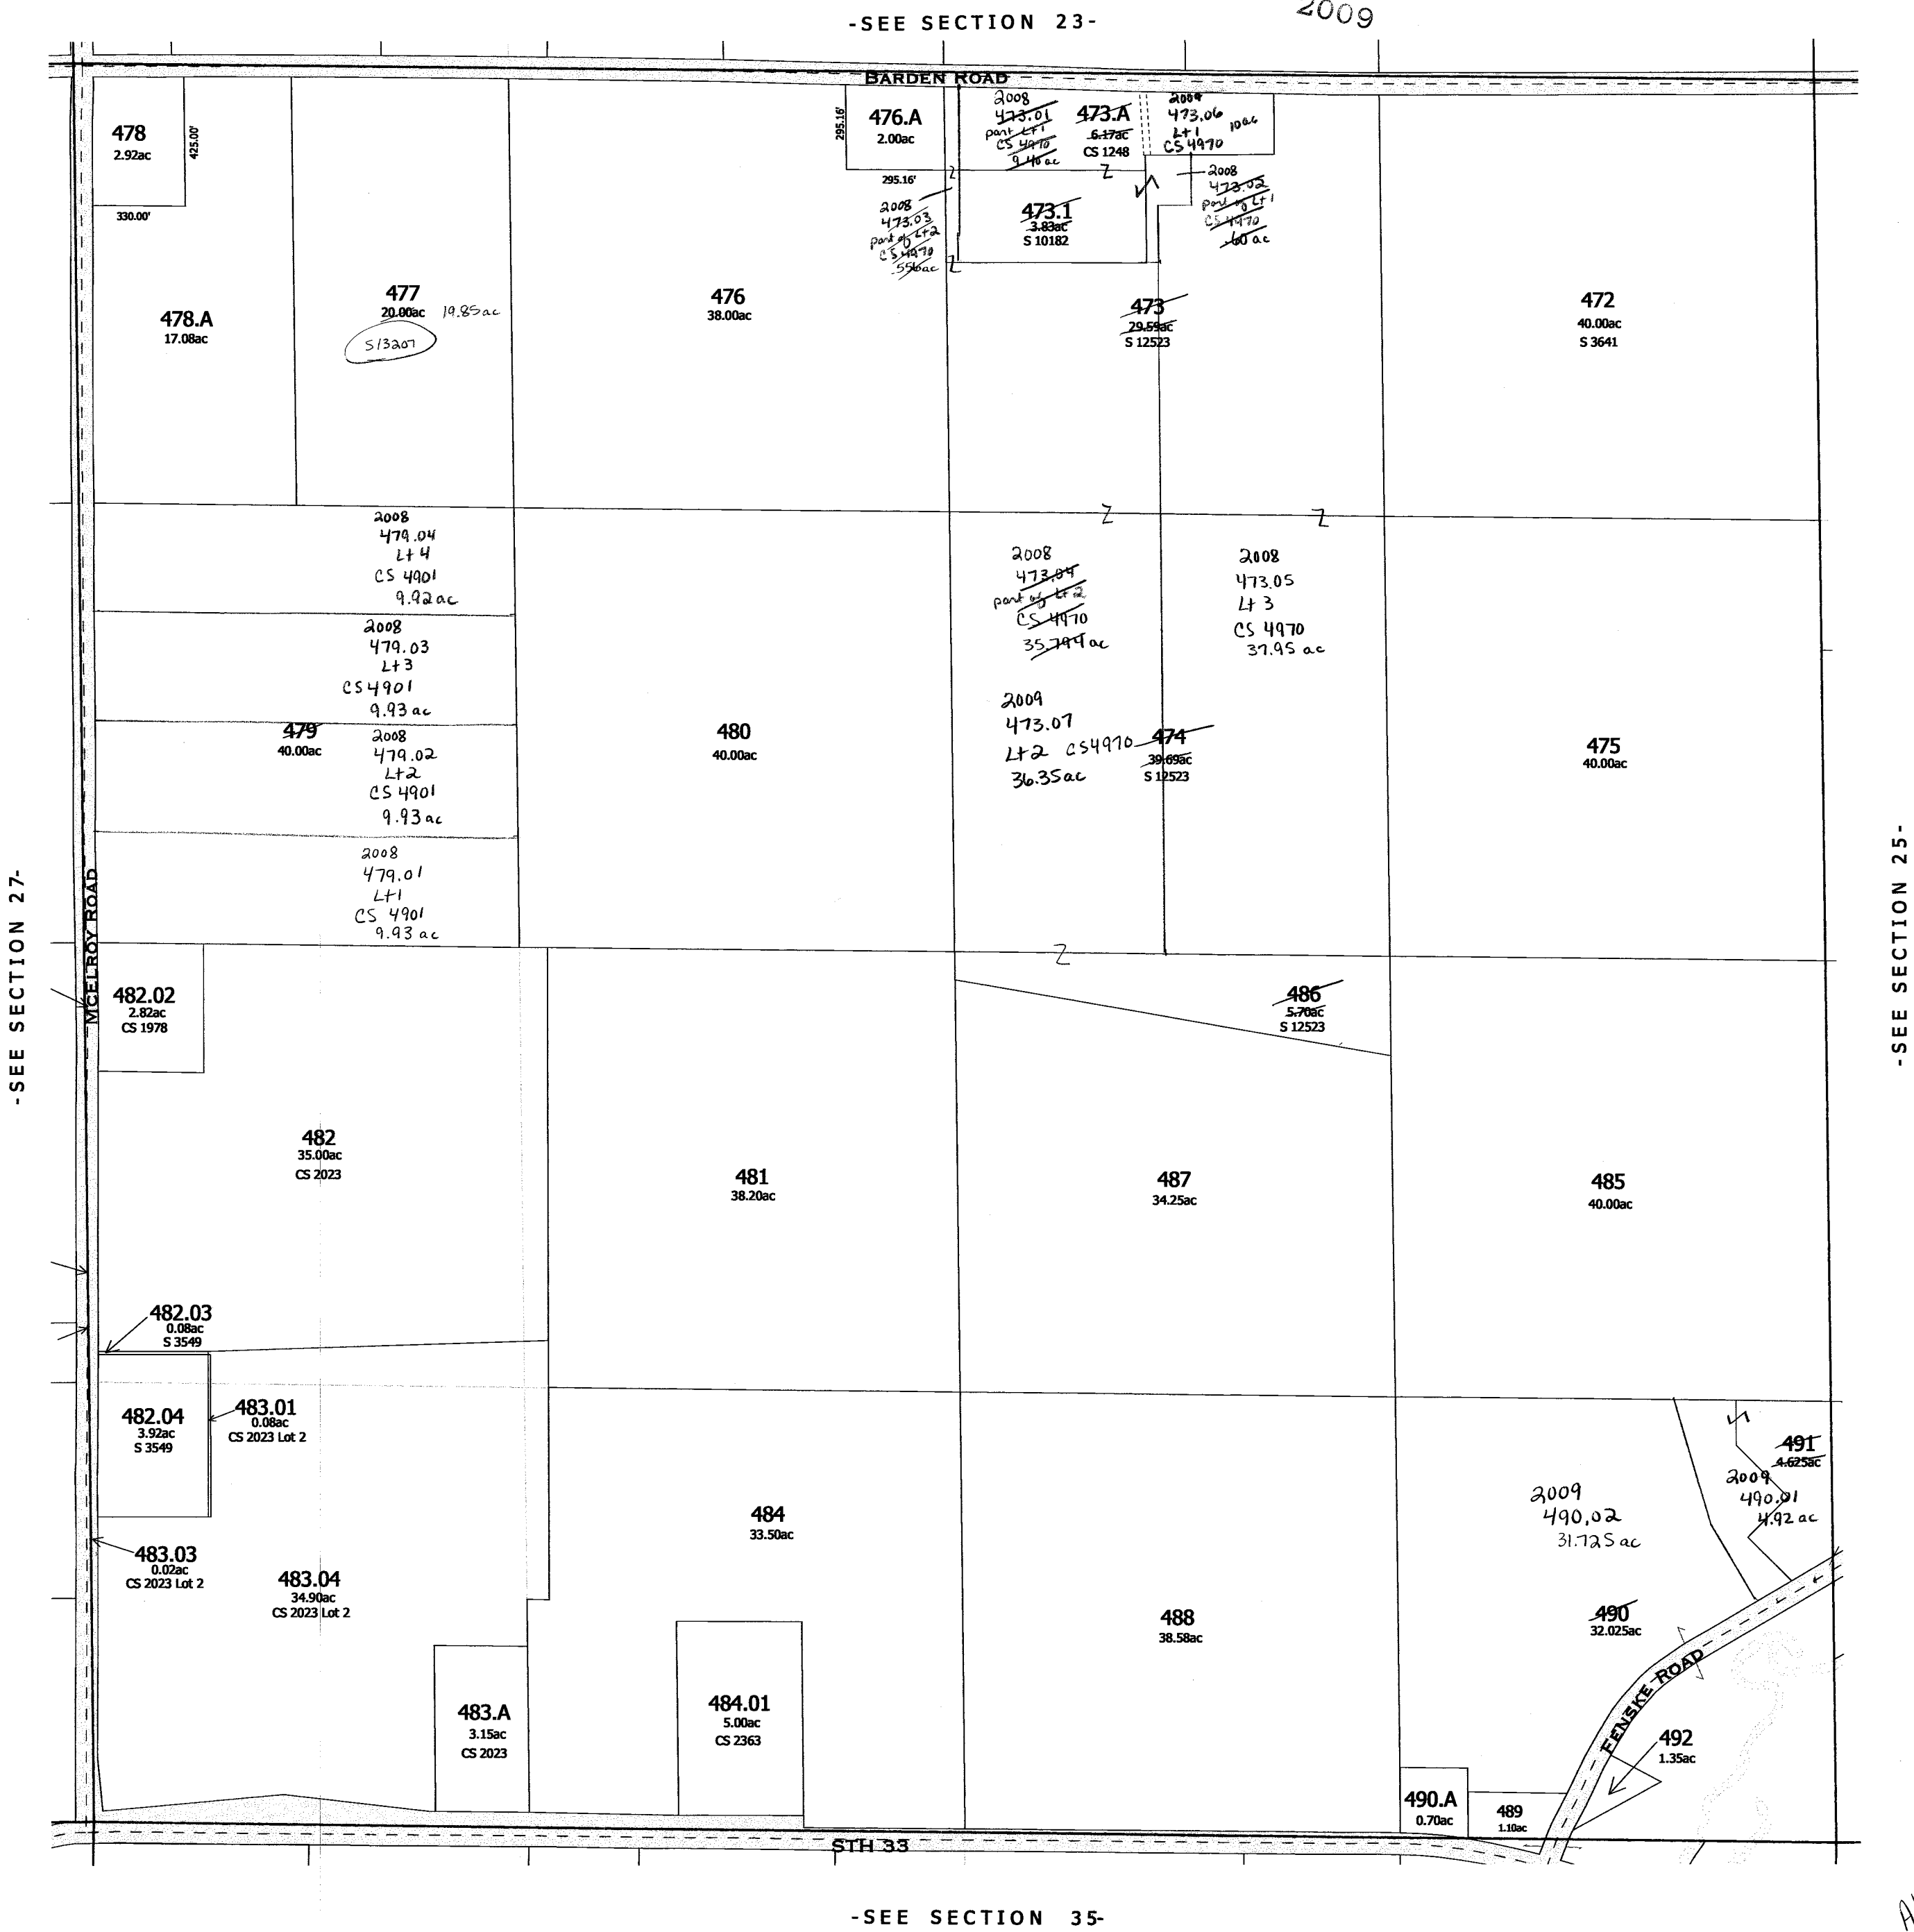 -SEE SECTION 23-
2009
BARDEN ROAD
478
2.92ac
425.00'
330.00'
478.A
17.08ac
477
20.00ac 19.85ac
S13207
476
38.00ac
295.16'
476.A
2.00ac
295.16'
2008
473.01
part Lt 1
CS 4970
9.40 ac
473.A
6.17ac
CS 1248
2009
473.06
Lt 1
CS 4970
10ac
2008
473.03
part of Lt 2
CS 4970
.556ac
473.1
3.83ac
S 10182
2008
473.02
part of Lt 1
CS 4970
.60 ac
473
29.59ac
S 12523
472
40.00ac
S 3641
2008
479.04
Lt 4
CS 4901
9.92ac
2008
479.03
Lt 3
CS 4901
9.93 ac
479
40.00ac
2008
479.02
Lt 2
CS 4901
9.93 ac
2008
479.01
Lt 1
CS 4901
9.93 ac
480
40.00ac
2008
473.04
part of Lt 2
CS 4970
35.794 ac
2009
473.07
Lt 2 CS4970
36.35ac
2008
473.05
Lt 3
CS 4970
37.95 ac
474
39.69ac
S 12523
475
40.00ac
-SEE SECTION 27-
MCELROY ROAD
-SEE SECTION 25-
482.02
2.82ac
CS 1978
486
5.70ac
S 12523
482
35.00ac
CS 2023
481
38.20ac
487
34.25ac
485
40.00ac
482.03
0.08ac
S 3549
482.04
3.92ac
S 3549
483.01
0.08ac
CS 2023 Lot 2
483.03
0.02ac
CS 2023 Lot 2
483.04
34.90ac
CS 2023 Lot 2
484
33.50ac
488
38.58ac
2009
490.02
31.725 ac
491
4.625ac
2009
490.01
4.92 ac
490
32.025ac
483.A
3.15ac
CS 2023
484.01
5.00ac
CS 2363
FENSKE ROAD
492
1.35ac
490.A
0.70ac
489
1.10ac
STH 33
-SEE SECTION 35-